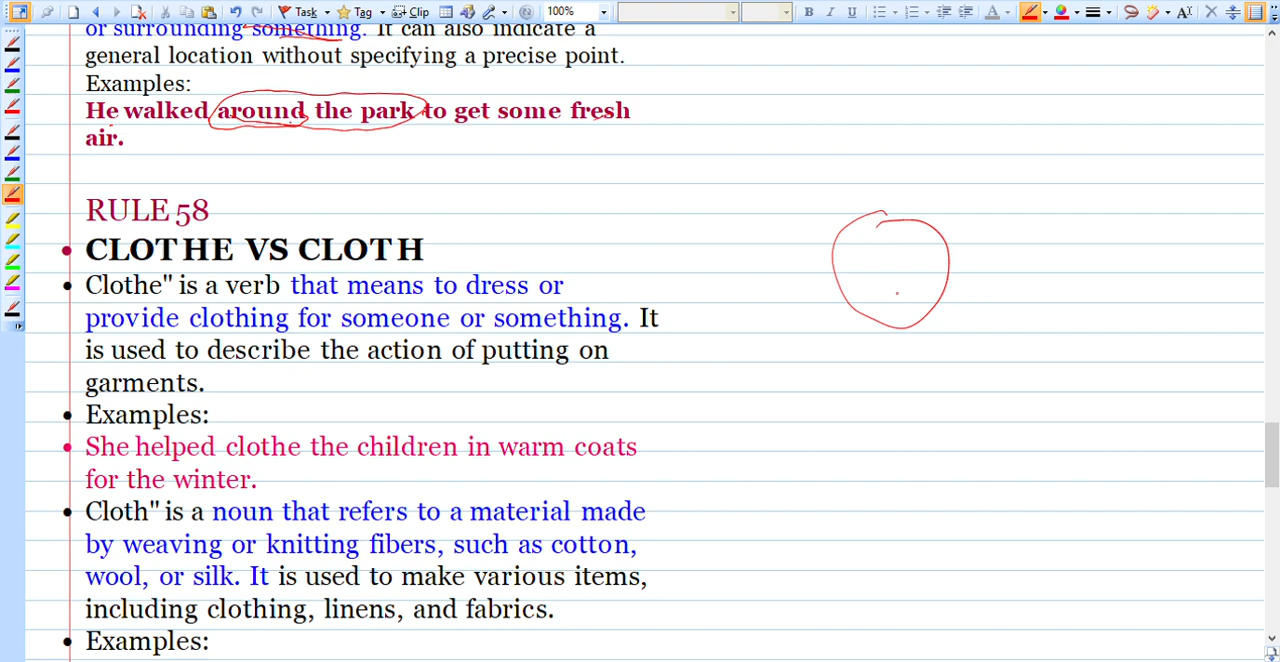 Task
Tag
Clip
100%
B I U
or surrounding something. It can also indicate a
general location without specifying a precise point.
Examples:
He walked around the park to get some fresh
air.
RULE 58
• CLOTHE VS CLOTH
• Clothe" is a verb that means to dress or
provide clothing for someone or something. It
is used to describe the action of putting on
garments.
• Examples:
• She helped clothe the children in warm coats
for the winter.
• Cloth" is a noun that refers to a material made
by weaving or knitting fibers, such as cotton,
wool, or silk. It is used to make various items,
including clothing, linens, and fabrics.
• Examples: